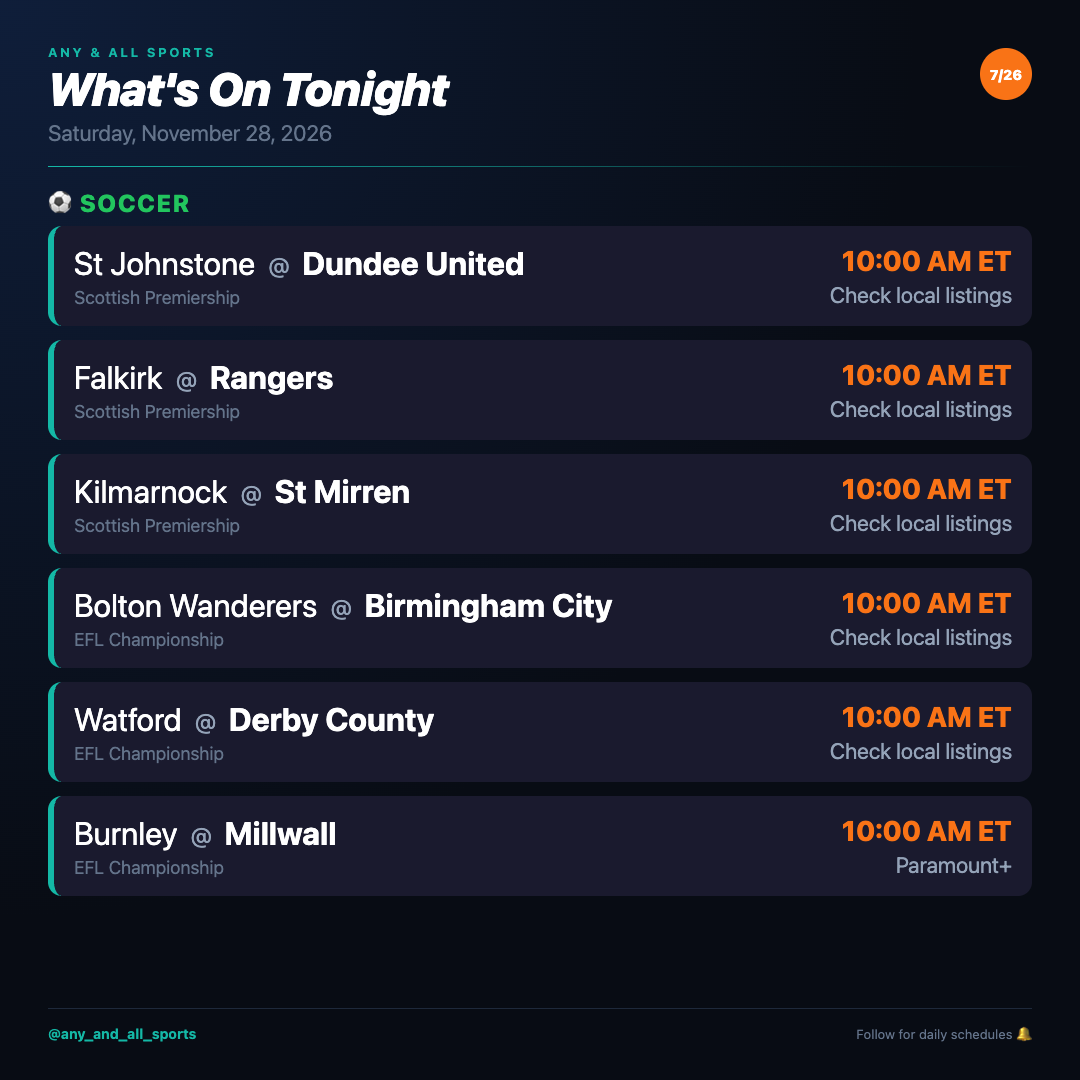 ANY & ALL SPORTS
What's On Tonight
7/26
Saturday, November 28, 2026
⚽ SOCCER
St Johnstone @ Dundee United
10:00 AM ET
Scottish Premiership
Check local listings
Falkirk @ Rangers
10:00 AM ET
Scottish Premiership
Check local listings
Kilmarnock @ St Mirren
10:00 AM ET
Scottish Premiership
Check local listings
Bolton Wanderers @ Birmingham City
10:00 AM ET
EFL Championship
Check local listings
Watford @ Derby County
10:00 AM ET
EFL Championship
Check local listings
Burnley @ Millwall
10:00 AM ET
EFL Championship
Paramount+
@any_and_all_sports
Follow for daily schedules 🔔